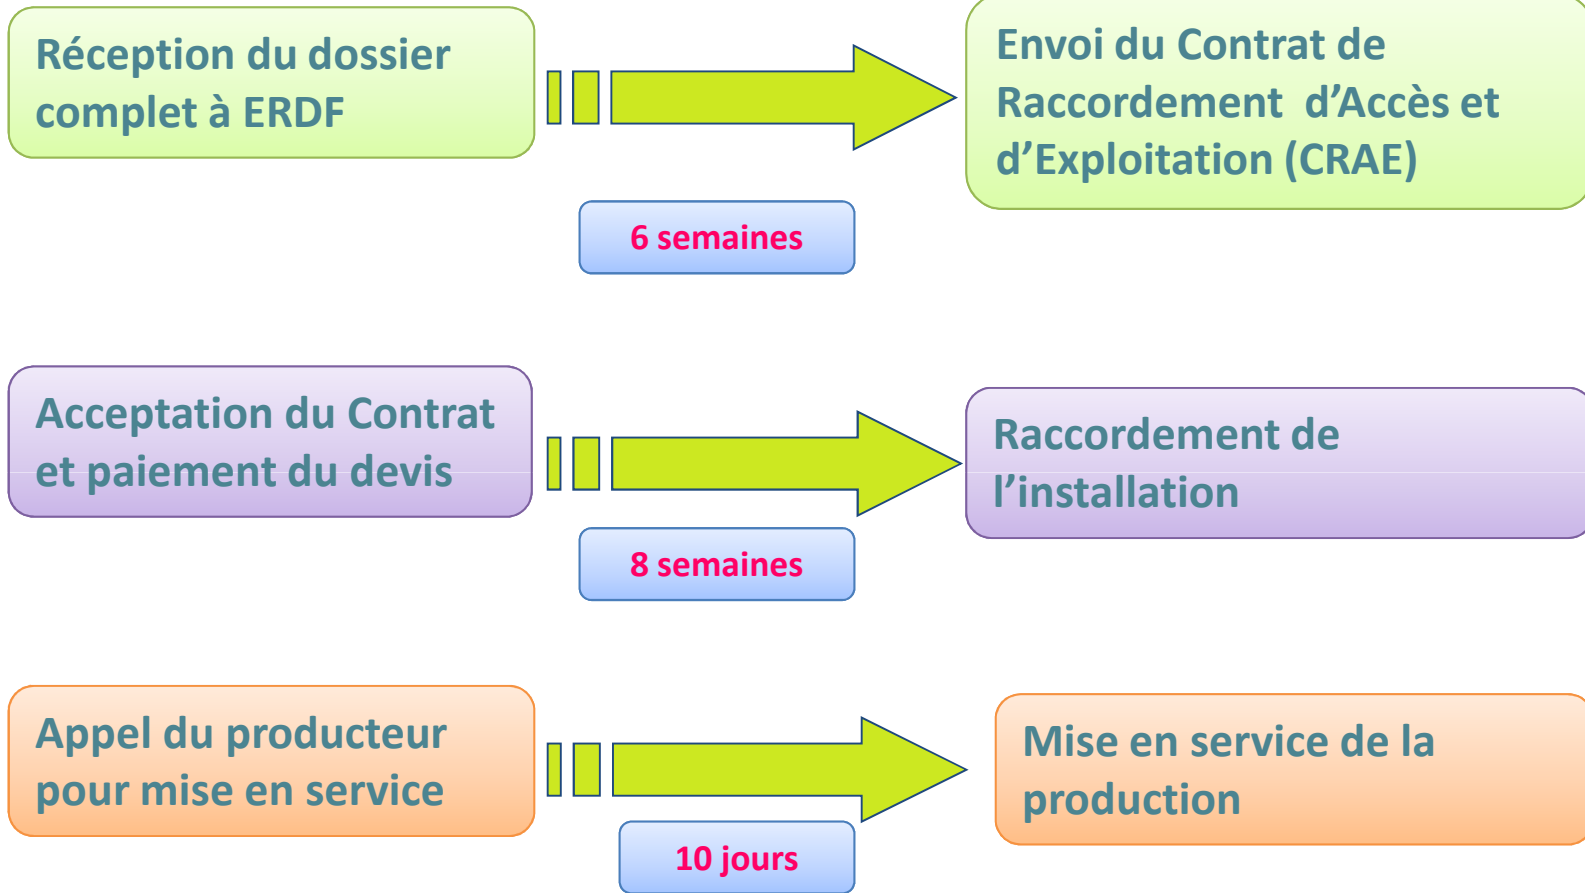 Réception du dossier
complet à ERDF
Envoi du Contrat de
Raccordement d’Accès et
d’Exploitation (CRAE)
6 semaines
Acceptation du Contrat
et paiement du devis
Raccordement de
l’installation
8 semaines
Appel du producteur
pour mise en service
Mise en service de la
production
10 jours